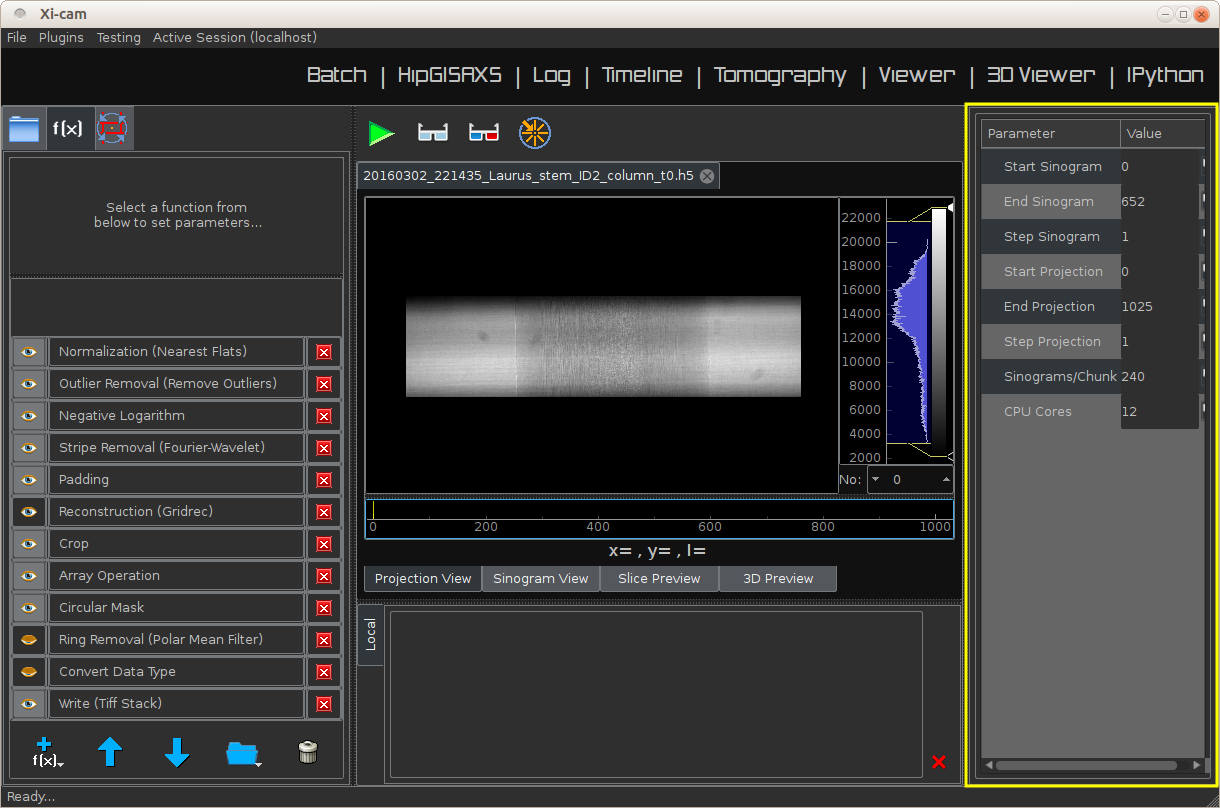 Xi-cam
File Plugins Testing Active Session (localhost)
Batch | HipGISAXS | Log | Timeline | Tomography | Viewer | 3D Viewer | IPython
f(x)
Select a function from
below to set parameters...
Normalization (Nearest Flats)
Outlier Removal (Remove Outliers)
Negative Logarithm
Stripe Removal (Fourier-Wavelet)
Padding
Reconstruction (Gridrec)
Crop
Array Operation
Circular Mask
Ring Removal (Polar Mean Filter)
Convert Data Type
Write (Tiff Stack)
f(x)
20160302_221435_Laurus_stem_ID2_column_t0.h5
22000
20000
18000
16000
14000
12000
10000
8000
6000
4000
2000
No: 0
0 200 400 600 800 1000
x= , y= , I=
Projection View Sinogram View Slice Preview 3D Preview
Local
Parameter Value
Start Sinogram 0
End Sinogram 652
Step Sinogram 1
Start Projection 0
End Projection 1025
Step Projection 1
Sinograms/Chunk 240
CPU Cores 12
Ready...